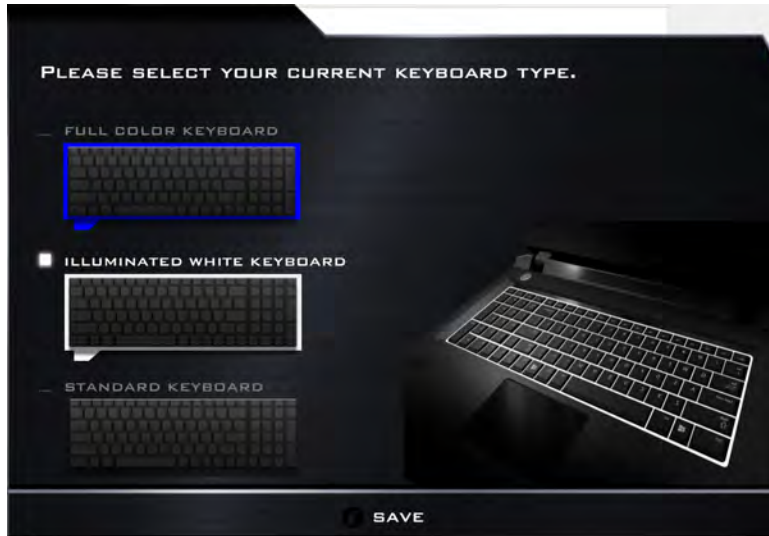 PLEASE SELECT YOUR CURRENT KEYBOARD TYPE.
FULL COLOR KEYBOARD
ILLUMINATED WHITE KEYBOARD
STANDARD KEYBOARD
SAVE